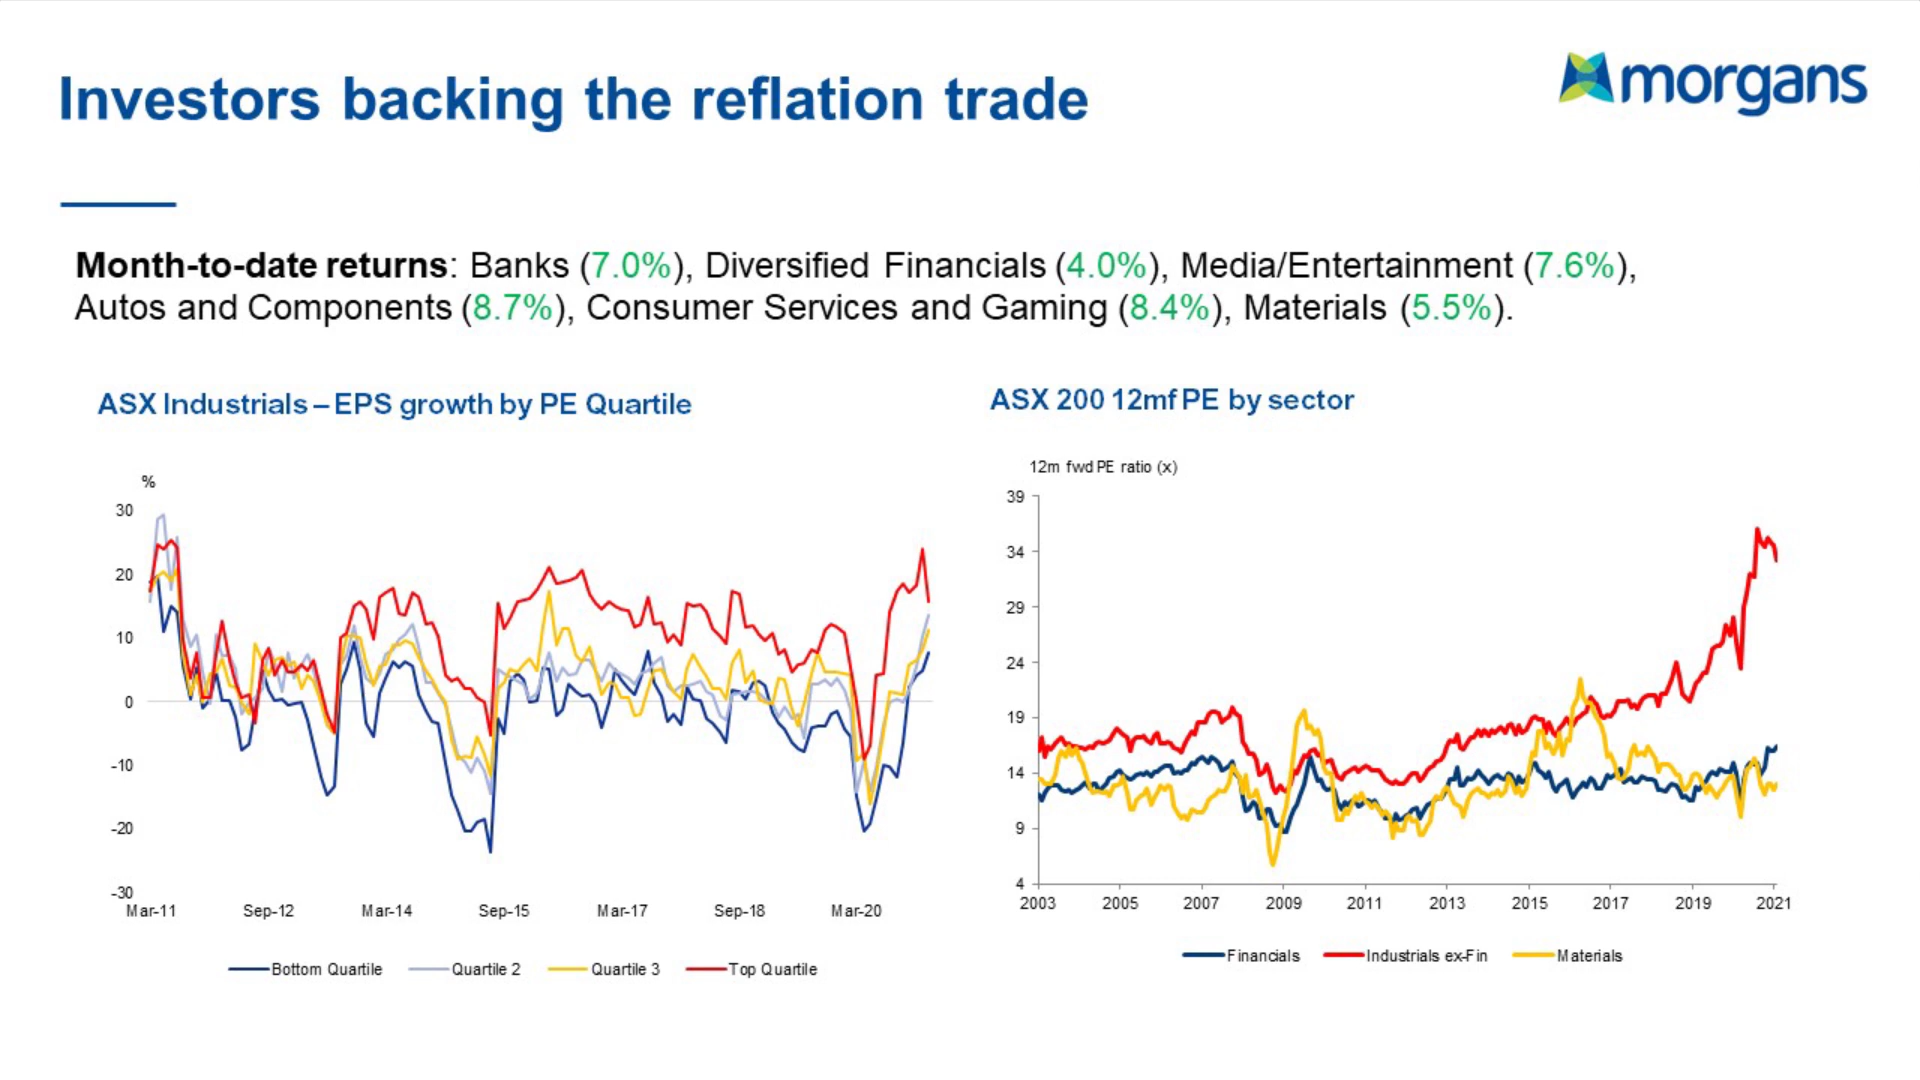 Investors backing the reflation trade
morgans
Month-to-date returns: Banks (7.0%), Diversified Financials (4.0%), Media/Entertainment (7.6%),
Autos and Components (8.7%), Consumer Services and Gaming (8.4%), Materials (5.5%).
ASX Industrials – EPS growth by PE Quartile
%
30
20
10
0
-10
-20
-30
Mar-11 Sep-12 Mar-14 Sep-15 Mar-17 Sep-18 Mar-20
Bottom Quartile Quartile 2 Quartile 3 Top Quartile
ASX 200 12mf PE by sector
12m fwd PE ratio (x)
39
34
29
24
19
14
9
4
2003 2005 2007 2009 2011 2013 2015 2017 2019 2021
Financials Industrials ex-Fin Materials